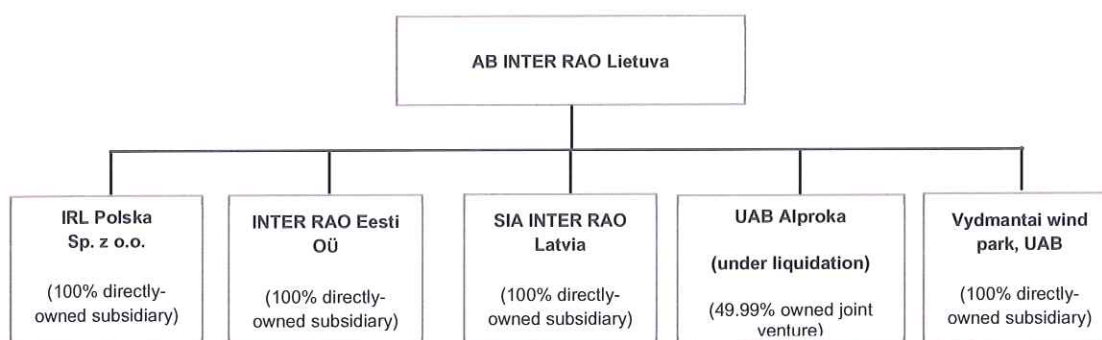 AB INTER RAO Lietuva
IRL Polska
Sp. z o.o.
(100% directly-
owned subsidiary)
INTER RAO Eesti
OÜ
(100% directly-
owned subsidiary)
SIA INTER RAO
Latvia
(100% directly-
owned subsidiary)
UAB Alproka
(under liquidation)
(49.99% owned joint
venture)
Vydmantai wind
park, UAB
(100% directly-
owned subsidiary)